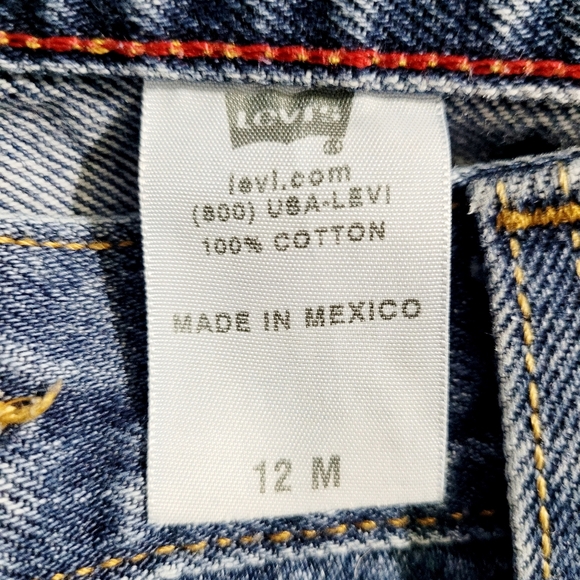 Levi's
®
levi.com
(800) USA-LEVI
100% COTTON
MADE IN MEXICO
12 M